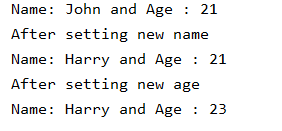 Name: John and Age : 21
After setting new name
Name: Harry and Age : 21
After setting new age
Name: Harry and Age : 23